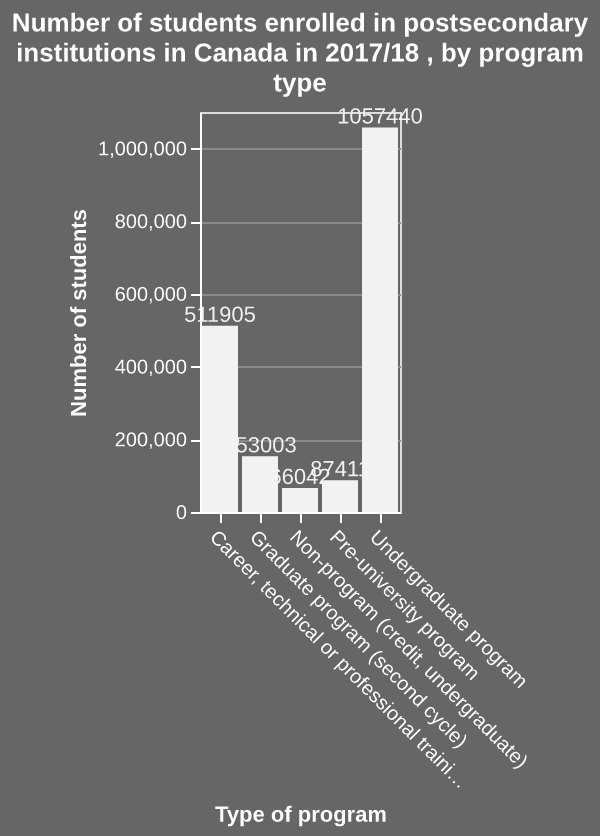 Number of students enrolled in postsecondary
institutions in Canada in 2017/18 , by program
type
Number of students
1,000,000
800,000
600,000
400,000
200,000
0
511905
53003
66042
87411
1057440
Career, technical or professional traini…
Graduate program (second cycle)
Non-program (credit, undergraduate)
Pre-university program
Undergraduate program
Type of program